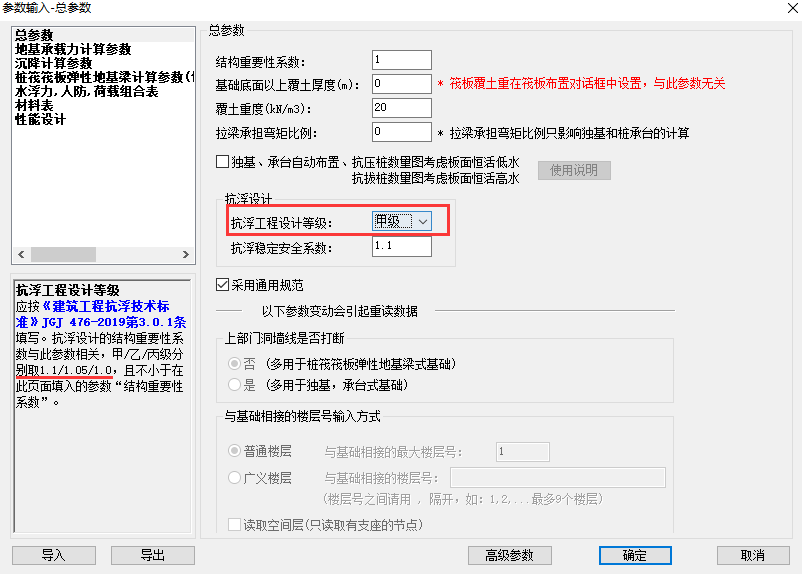 参数输入-总参数
总参数
地基承载力计算参数
沉降计算参数
桩筏筏板弹性地基梁计算参数(
水浮力,人防,荷载组合表
材料表
性能设计
抗浮工程设计等级
应按《建筑工程抗浮技术标
准》JGJ 476-2019第3.0.1条
填写。抗浮设计的结构重要性系
数与此参数相关，甲/乙/丙级分
别取1.1/1.05/1.0，且不小于在
此页面填入的参数“结构重要性
系数”。
总参数
结构重要性系数： 1
基础底面以上覆土厚度(m)： 0 * 筏板覆土重在筏板布置对话框中设置，与此参数无关
覆土重度(kN/m3)： 20
拉梁承担弯矩比例： 0 * 拉梁承担弯矩比例只影响独基和桩承台的计算
独基、承台自动布置、抗压桩数量图考虑板面恒活低水
抗拔桩数量图考虑板面恒活高水
使用说明
抗浮设计
抗浮工程设计等级： 甲级
抗浮稳定安全系数： 1.1
采用通用规范
以下参数变动会引起重读数据
上部门洞墙线是否打断
否 (多用于桩筏筏板弹性地基梁式基础)
是 (多用于独基，承台式基础)
与基础相接的楼层号输入方式
普通楼层 与基础相接的最大楼层号： 1
广义楼层 与基础相接的楼层号：
(楼层号之间请用 , 隔开，如：1,2,...最多9个楼层)
读取空间层(只读取有支座的节点)
导入 导出 高级参数 确定 取消